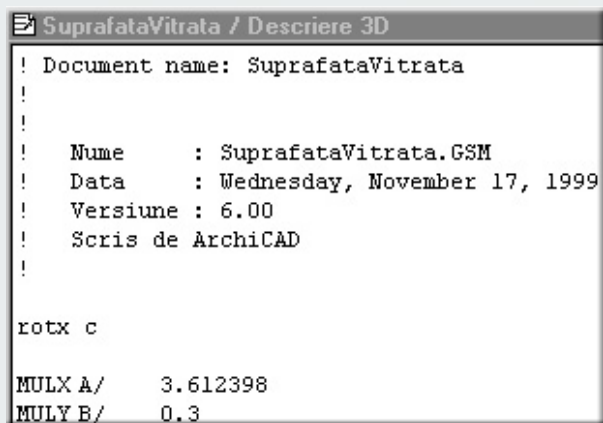 SuprafataVitrata / Descriere 3D
! Document name: SuprafataVitrata
!
!
!   Nume      : SuprafataVitrata.GSM
!   Data      : Wednesday, November 17, 1999
!   Versiune : 6.00
!   Scris de ArchiCAD
!
rotx c
MULX A/    3.612398
MULY B/    0.3